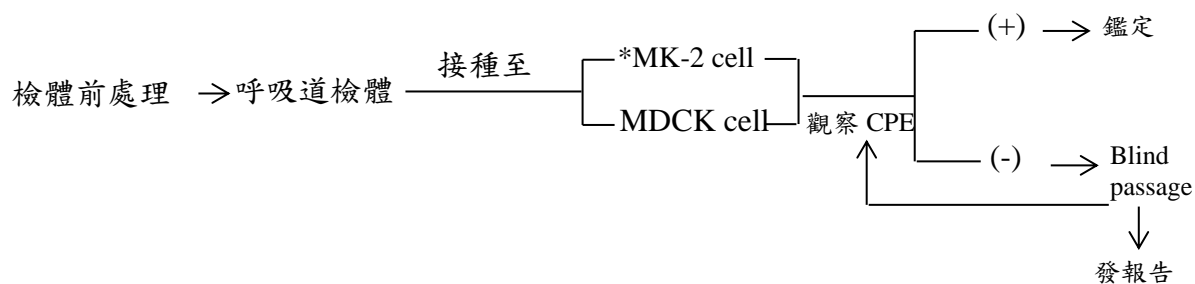 檢體前處理
呼吸道檢體
接種至
*MK-2 cell
MDCK cell
觀察 CPE
(+)
鑑定
(-)
Blind
passage
發報告